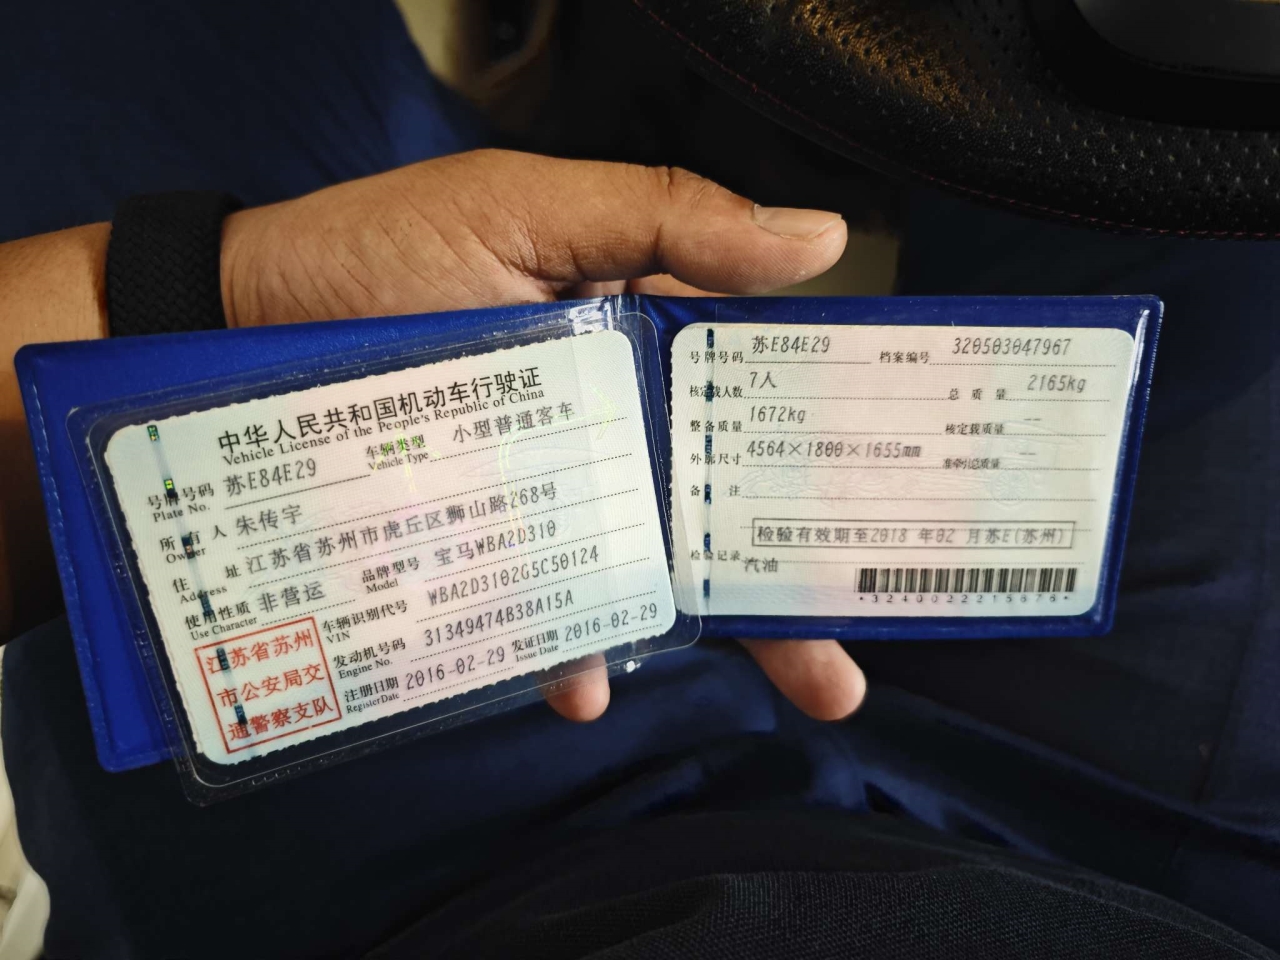 中华人民共和国机动车行驶证
Vehicle License of the People's Republic of China
号牌号码 苏E84E29 车辆类型 小型普通客车
Plate No. Vehicle Type
所有人 朱传宇
Owner
住址 江苏省苏州市虎丘区狮山路268号
Address
使用性质 非营运 品牌型号 宝马WBA2D310
Use Character Model
车辆识别代号 WBA2D3102G5C50124
VIN
发动机号码 31349474B38A15A
Engine No.
注册日期 2016-02-29 发证日期 2016-02-29
Register Date Issue Date
江苏省苏州
市公安局交
通警察支队
号牌号码 苏E84E29 档案编号 320503047967
核定载人数 7人 总质量 2165kg
整备质量 1672kg 核定载质量 --
外廓尺寸 4564×1800×1655mm 准牵引总质量 --
备注
检验有效期至2018 年02 月苏E(苏州)
检验记录
汽油
*3240022215876*